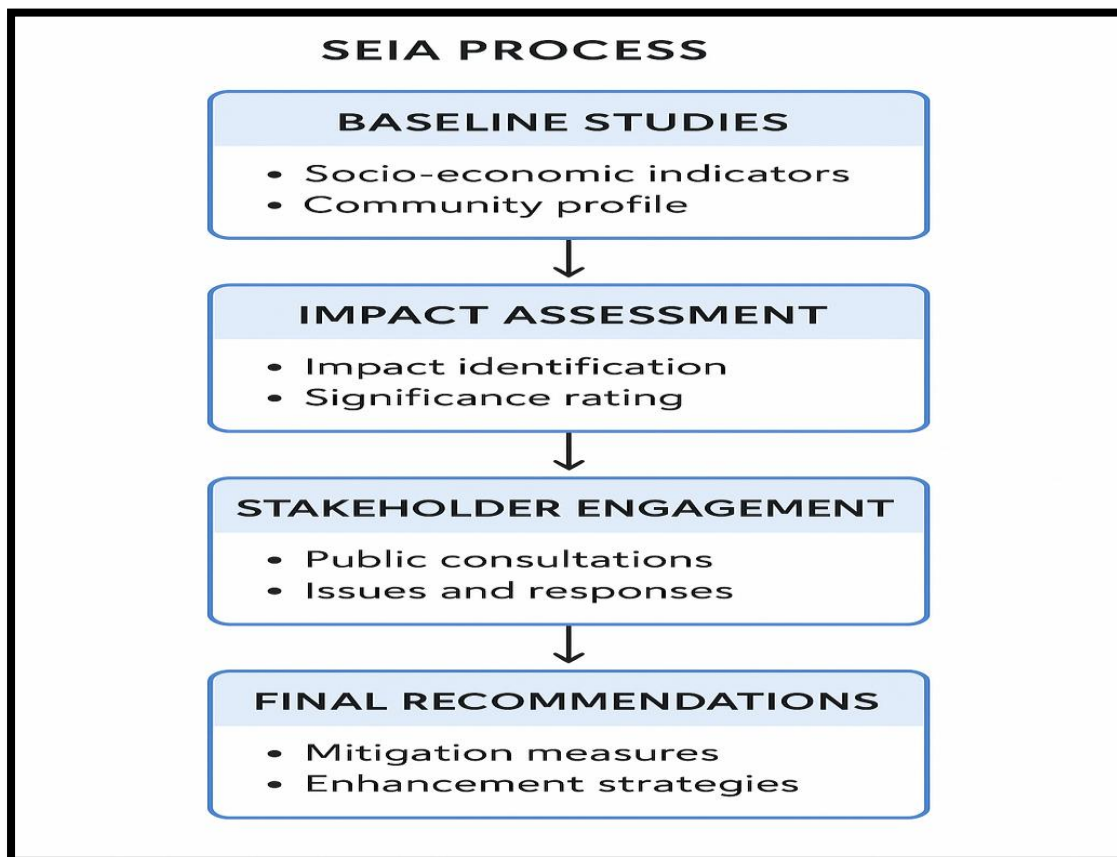 SEIA PROCESS
BASELINE STUDIES
• Socio-economic indicators
• Community profile
IMPACT ASSESSMENT
• Impact identification
• Significance rating
STAKEHOLDER ENGAGEMENT
• Public consultations
• Issues and responses
FINAL RECOMMENDATIONS
• Mitigation measures
• Enhancement strategies